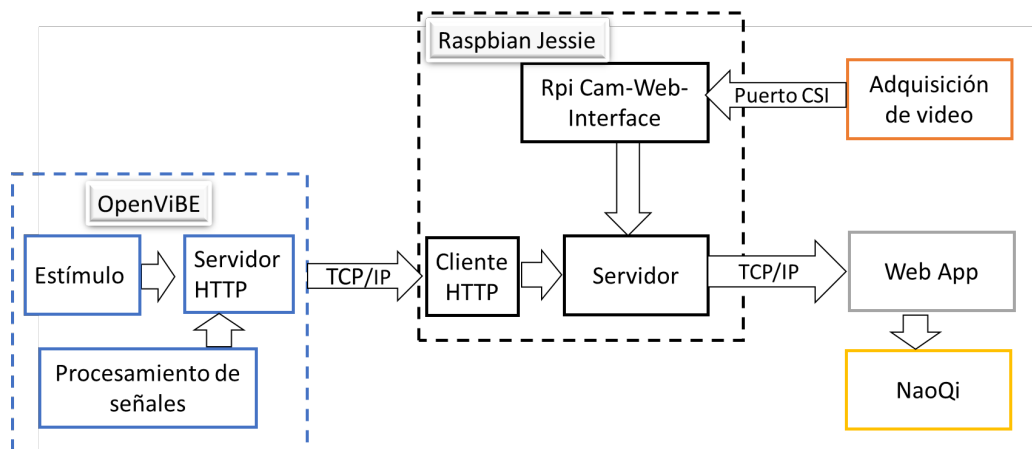 Raspbian Jessie
Rpi Cam-Web-
Interface
Puerto CSI
Adquisición
de video
OpenViBE
Estímulo
Servidor
HTTP
TCP/IP
Cliente
HTTP
Servidor
TCP/IP
Web App
Procesamiento de
señales
NaoQi